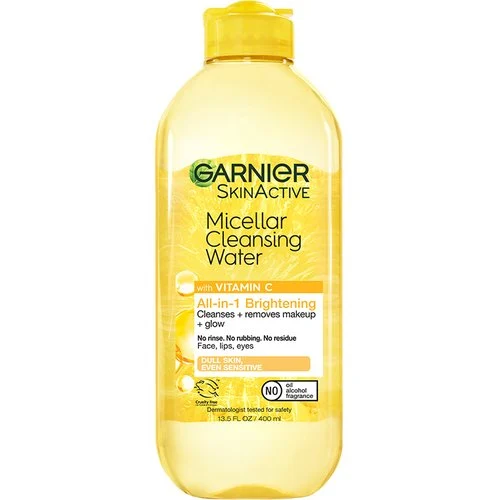 GARNIER
SKINACTIVE
Micellar
Cleansing
Water
with VITAMIN C
All-in-1 Brightening
Cleanses + removes makeup
+ glow
No rinse. No rubbing. No residue
Face, lips, eyes
DULL SKIN,
EVEN SENSITIVE
Cruelty free
NO
oil
alcohol
fragrance
Dermatologist tested for safety
13.5 FL OZ / 400 mL